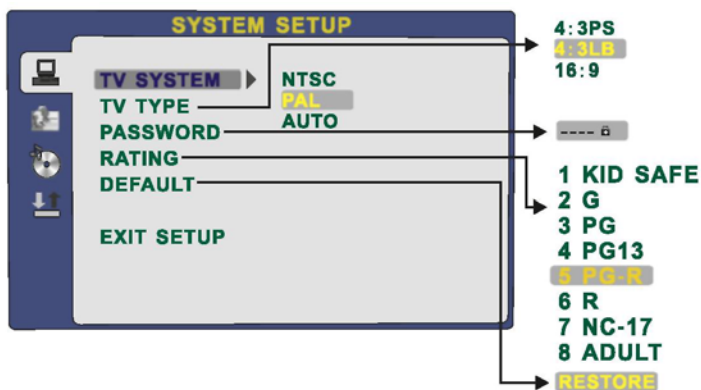 SYSTEM SETUP
TV SYSTEM
TV TYPE
PASSWORD
RATING
DEFAULT
EXIT SETUP
NTSC
PAL
AUTO
4:3PS
4:3LB
16:9
----
1 KID SAFE
2 G
3 PG
4 PG13
5 PG-R
6 R
7 NC-17
8 ADULT
RESTORE